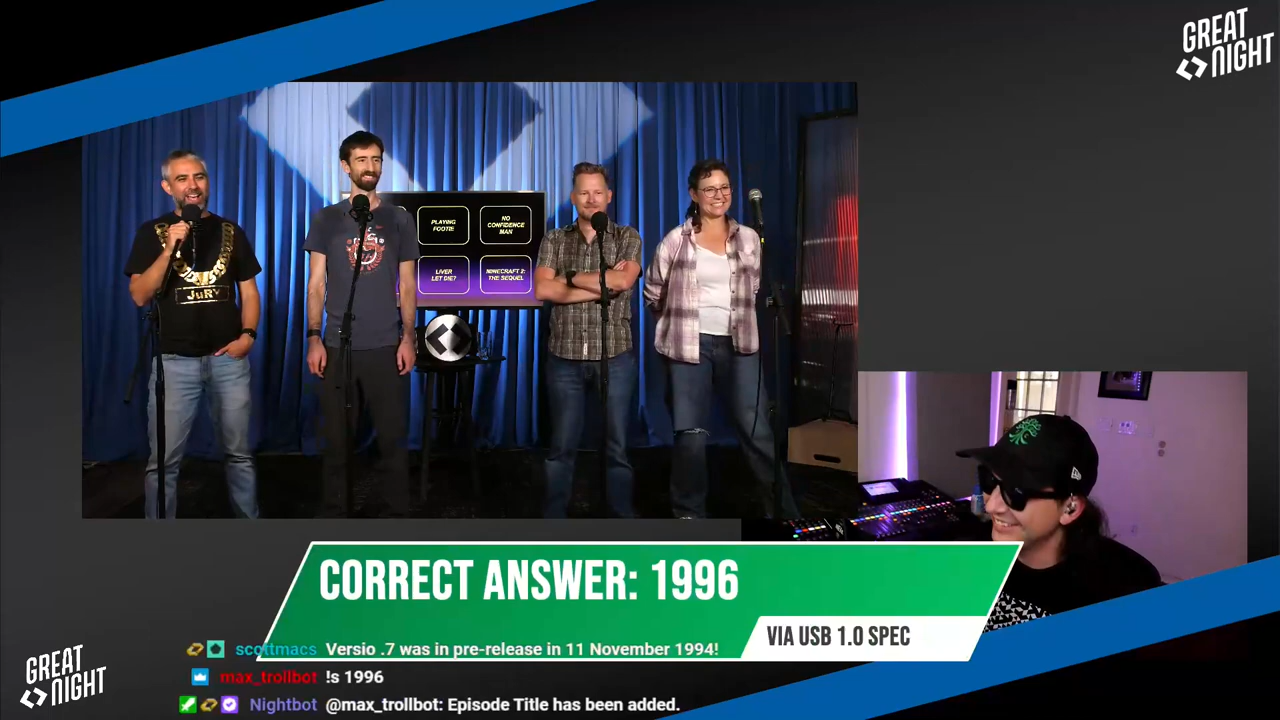 GREAT
NIGHT
PLAYING
FOOTIE
NO
CONFIDENCE
MAN
LIVER
LET DIE?
MINECRAFT 2:
THE SEQUEL
JURY
CORRECT ANSWER: 1996
VIA USB 1.0 SPEC
scottmacs Versio .7 was in pre-release in 11 November 1994!
max_trollbot !s 1996
Nightbot @max_trollbot: Episode Title has been added.
GREAT
NIGHT